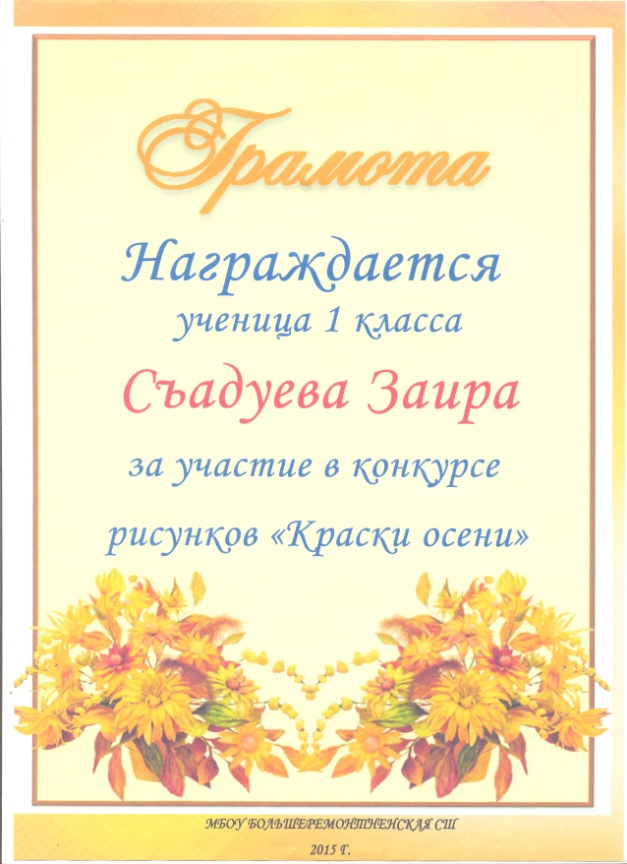 Грамота
Награждается
ученица 1 класса
Съадуева Заира
за участие в конкурсе
рисунков «Краски осени»
МБОУ БОЛЬШЕРЕМОНТНЕНСКАЯ СШ
2015 Г.